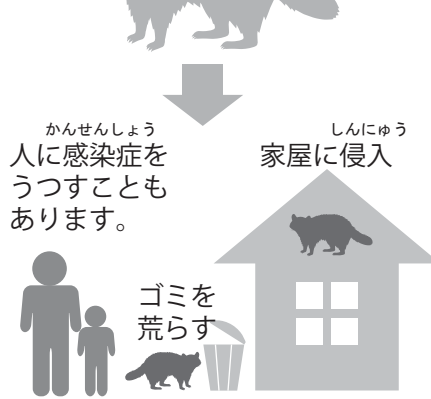 かんせんしょう
人に感染症を
うつすことも
あります。
しんにゅう
家屋に侵入
ゴミを
荒らす